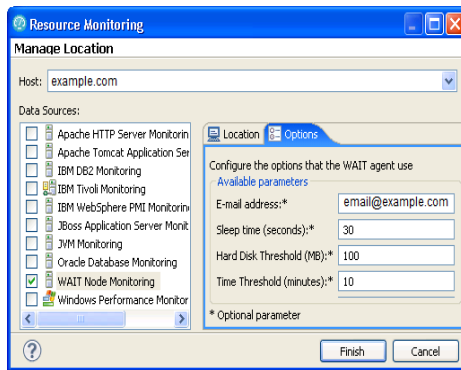 Resource Monitoring
Manage Location
Host: example.com
Data Sources:
Apache HTTP Server Monitorin
Apache Tomcat Application Ser
IBM DB2 Monitoring
IBM Tivoli Monitoring
IBM WebSphere PMI Monitorin
JBoss Application Server Monit
JVM Monitoring
Oracle Database Monitoring
WAIT Node Monitoring
Windows Performance Monitor
Location Options
Configure the options that the WAIT agent use
Available parameters
E-mail address:* email@example.com
Sleep time (seconds):* 30
Hard Disk Threshold (MB):* 100
Time Threshold (minutes):* 10
* Optional parameter
? Finish Cancel